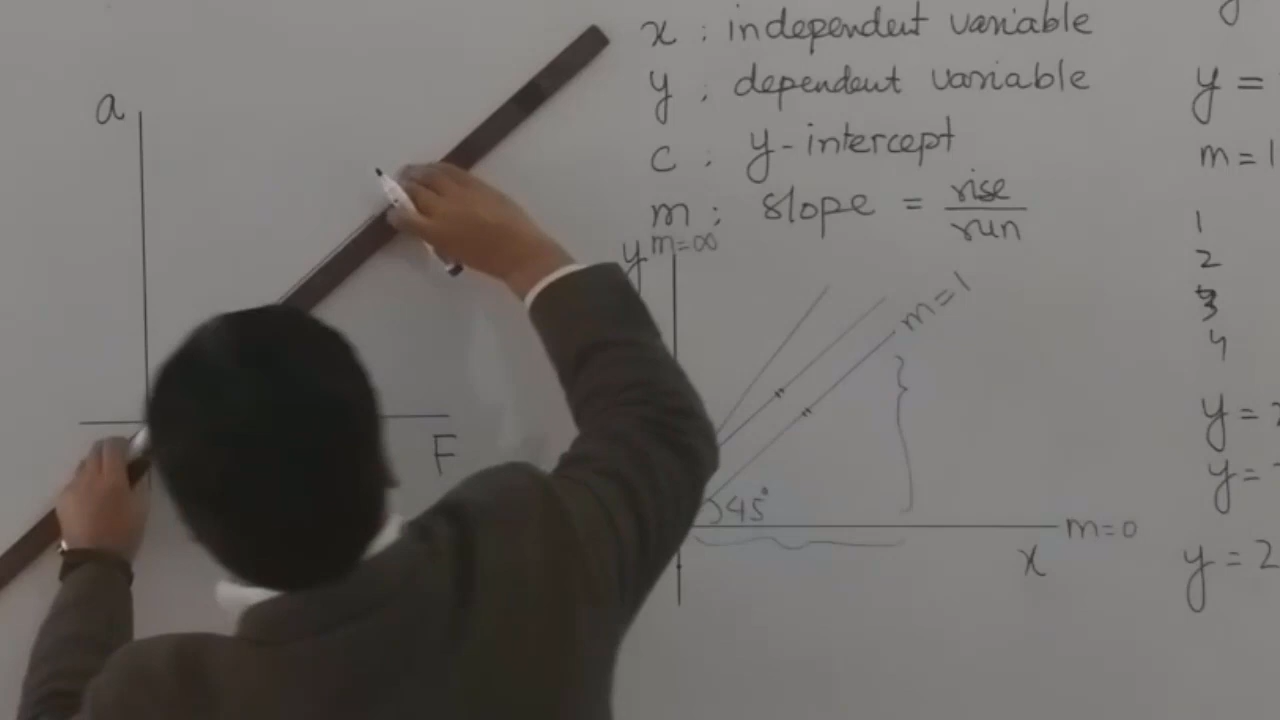 x : independent variable
y : dependent variable
c : y-intercept
m : slope = rise/run
a
F
y
m=∞
m=1
45°
m=0
x
y =
m=1
1
2
3
4
y =
y =
y = 2